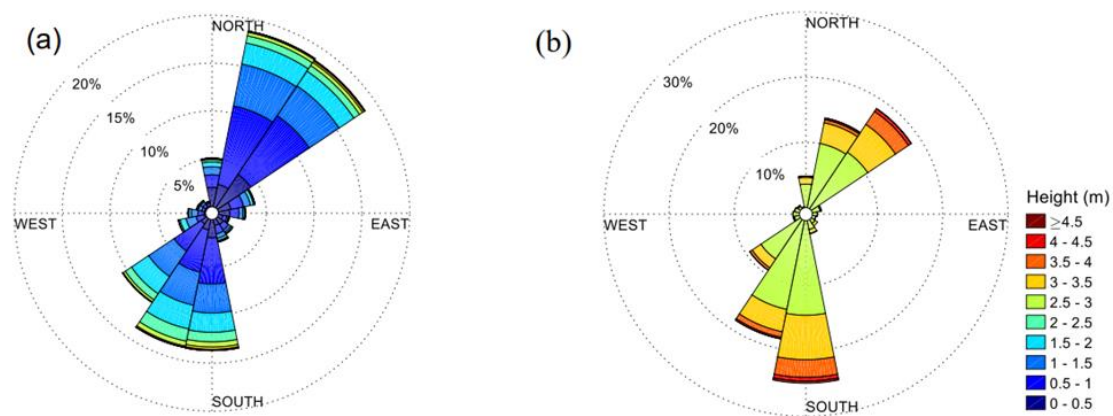 (a)
NORTH
20%
15%
10%
5%
WEST
EAST
SOUTH
(b)
NORTH
30%
20%
10%
WEST
EAST
SOUTH
Height (m)
≥4.5
4 - 4.5
3.5 - 4
3 - 3.5
2.5 - 3
2 - 2.5
1.5 - 2
1 - 1.5
0.5 - 1
0 - 0.5